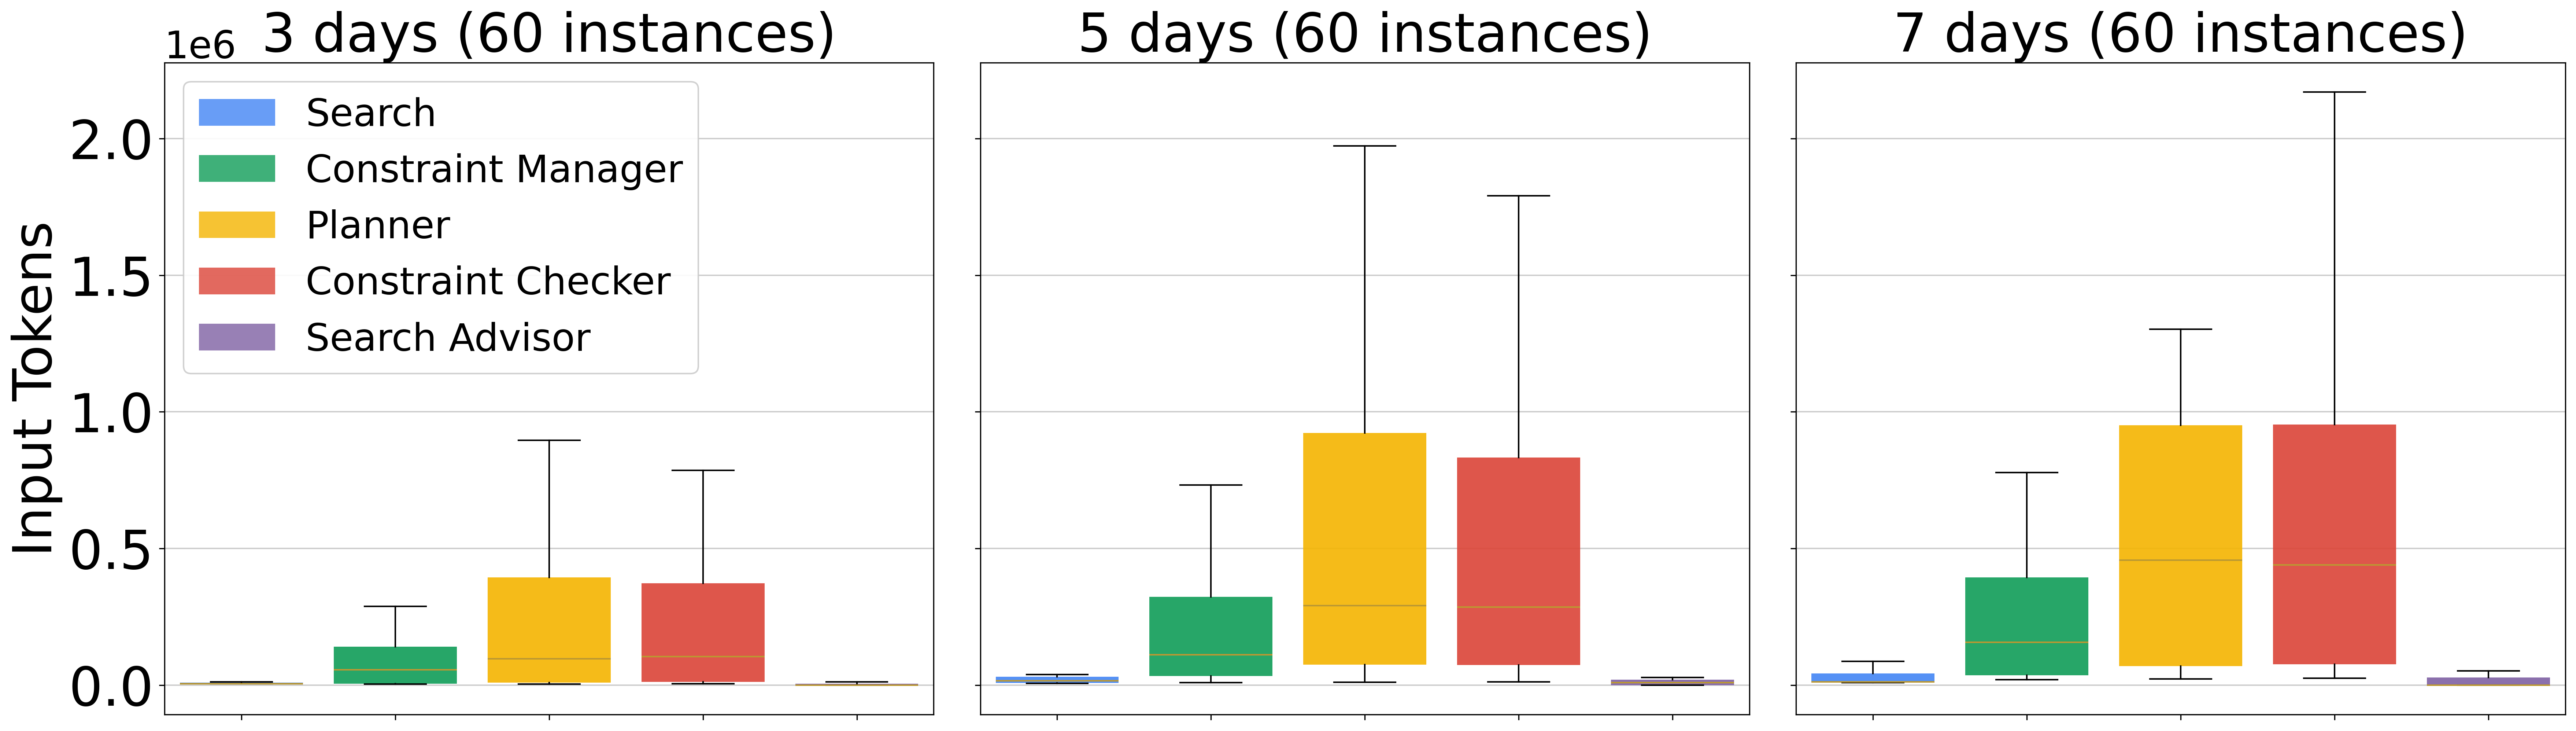 3 days (60 instances)
5 days (60 instances)
7 days (60 instances)
1e6
Search
Constraint Manager
Planner
Constraint Checker
Search Advisor
Input Tokens
2.0
1.5
1.0
0.5
0.0